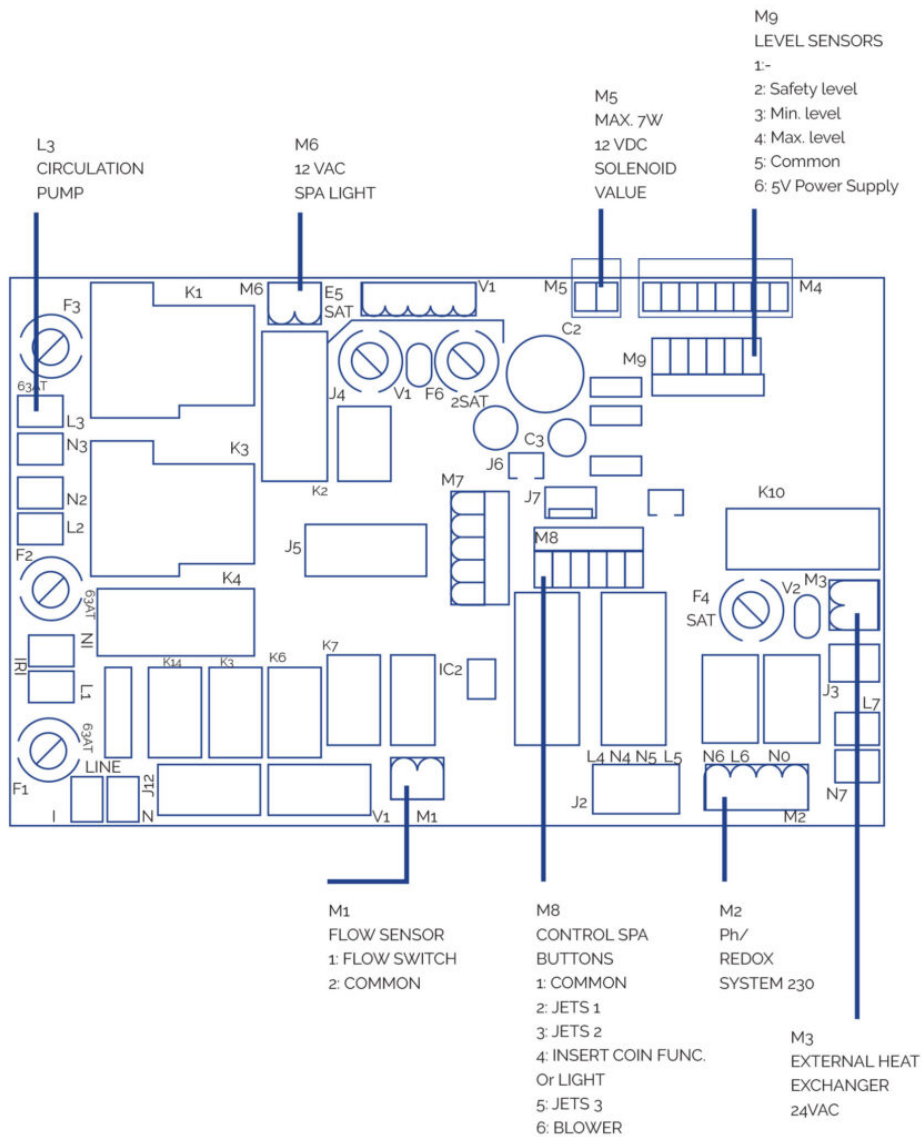 M9
LEVEL SENSORS
1:-
2: Safety level
3: Min. level
4: Max. level
5: Common
6: 5V Power Supply
M5
MAX. 7W
12 VDC
SOLENOID
VALUE
M6
12 VAC
SPA LIGHT
L3
CIRCULATION
PUMP
F3
K1
M6
E5
SAT
V1
M5
M4
C2
M9
63AT
L3
N3
J4
V1
F6
2SAT
K3
K2
C3
J6
M7
J7
K10
N2
L2
J5
M8
F2
K4
63AT
F4
SAT
V2
M3
NI
IRI
L1
K14
K3
K6
K7
IC2
J3
L7
63AT
F1
LINE
J12
I
N
V1
M1
L4 N4 N5 L5
J2
N6 L6 N0
M2
N7
M1
FLOW SENSOR
1: FLOW SWITCH
2: COMMON
M8
CONTROL SPA
BUTTONS
1: COMMON
2: JETS 1
3: JETS 2
4: INSERT COIN FUNC.
Or LIGHT
5: JETS 3
6: BLOWER
M2
Ph/
REDOX
SYSTEM 230
M3
EXTERNAL HEAT
EXCHANGER
24VAC